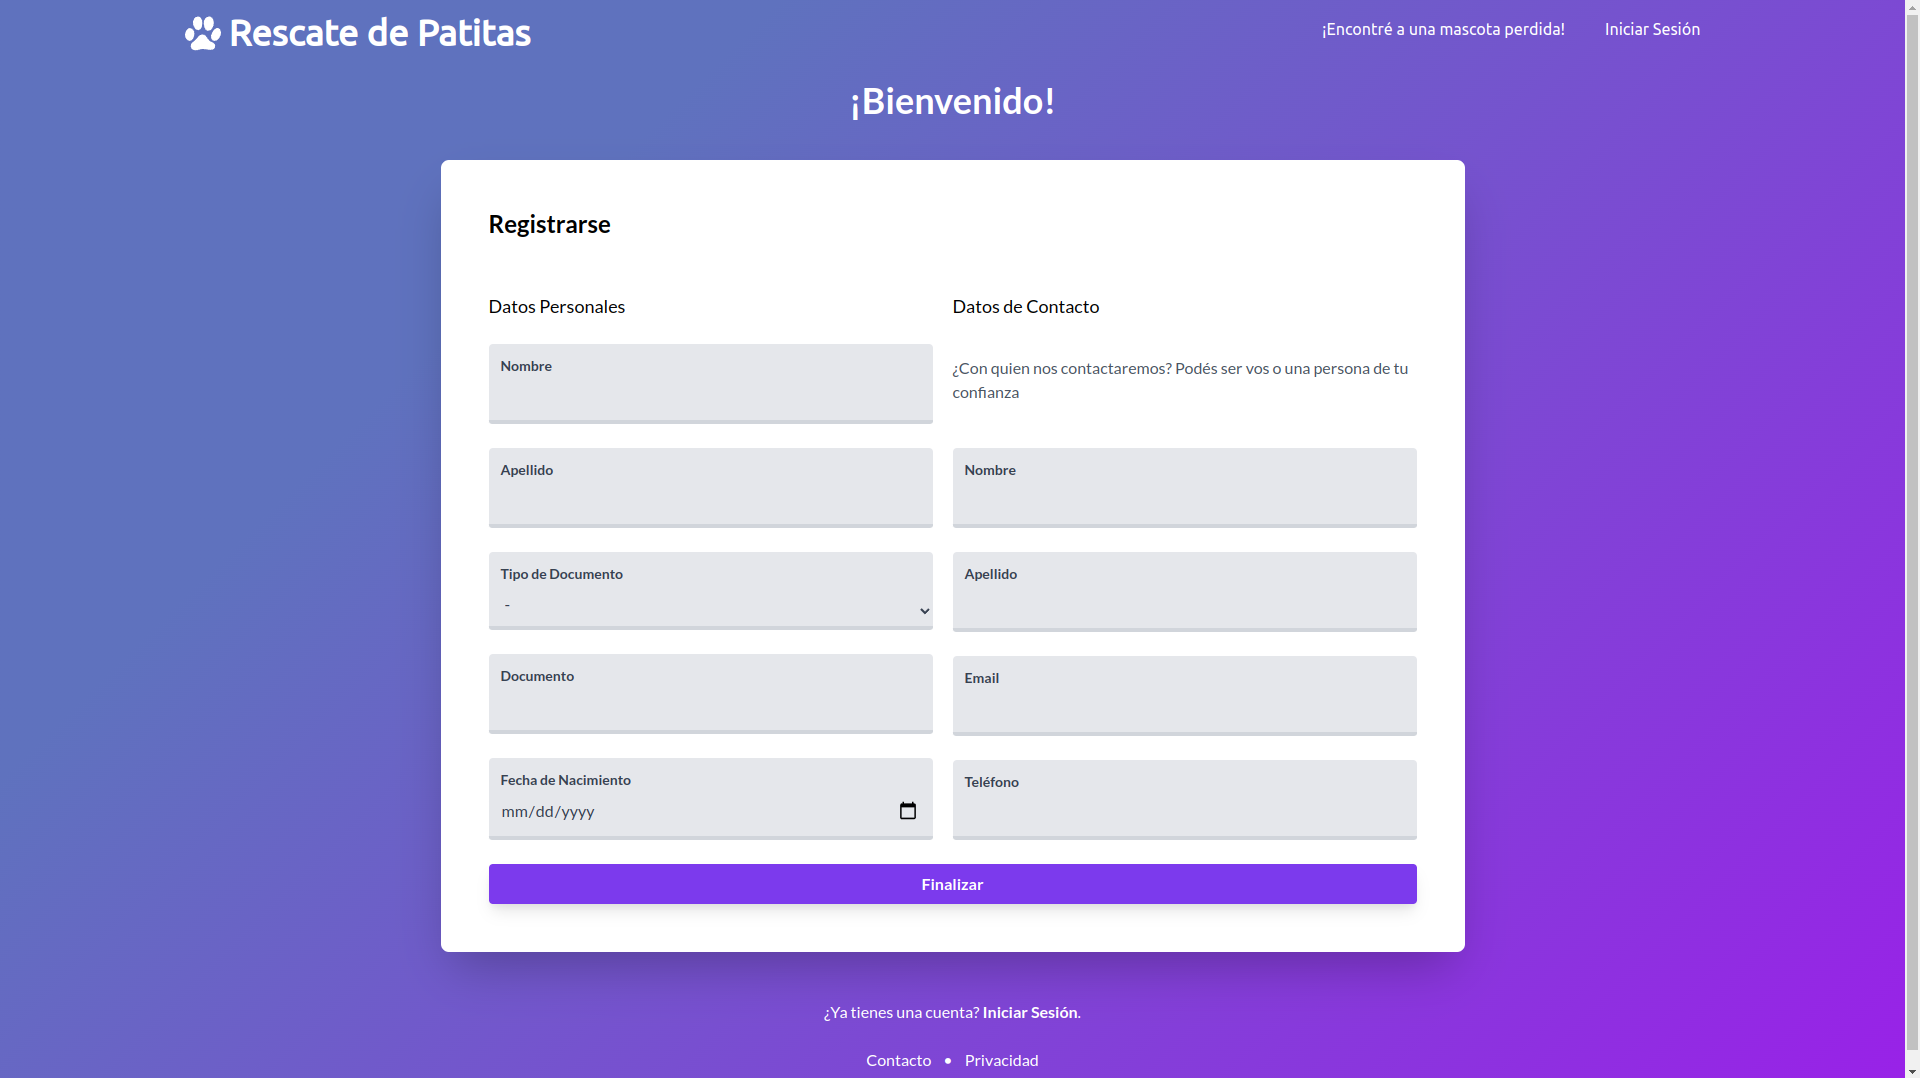 Rescate de Patitas
¡Encontré a una mascota perdida!
Iniciar Sesión
¡Bienvenido!
Registrarse
Datos Personales
Nombre
Apellido
Tipo de Documento
-
Documento
Fecha de Nacimiento
mm/dd/yyyy
Datos de Contacto
¿Con quien nos contactaremos? Podés ser vos o una persona de tu
confianza
Nombre
Apellido
Email
Teléfono
Finalizar
¿Ya tienes una cuenta? Iniciar Sesión.
Contacto • Privacidad